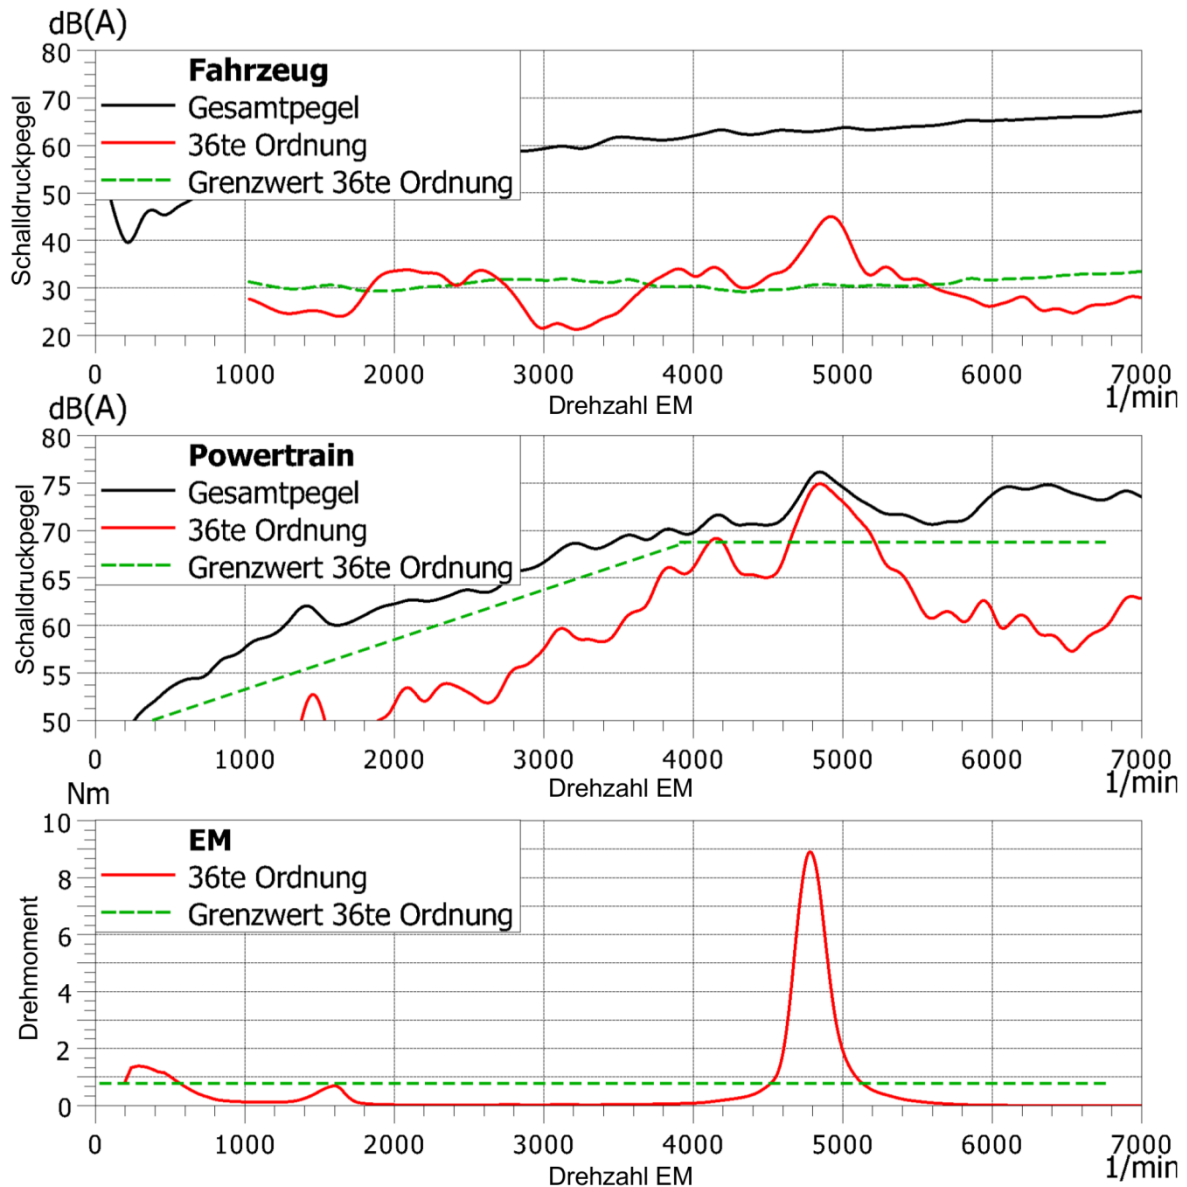 dB(A)
Schalldruckpegel
80
70
60
50
40
30
20
Fahrzeug
Gesamtpegel
36te Ordnung
Grenzwert 36te Ordnung
0 1000 2000 3000 4000 5000 6000 7000
Drehzahl EM
1/min
dB(A)
Schalldruckpegel
80
75
70
65
60
55
50
Powertrain
Gesamtpegel
36te Ordnung
Grenzwert 36te Ordnung
0 1000 2000 3000 4000 5000 6000 7000
Drehzahl EM
1/min
Nm
Drehmoment
10
8
6
4
2
0
EM
36te Ordnung
Grenzwert 36te Ordnung
0 1000 2000 3000 4000 5000 6000 7000
Drehzahl EM
1/min